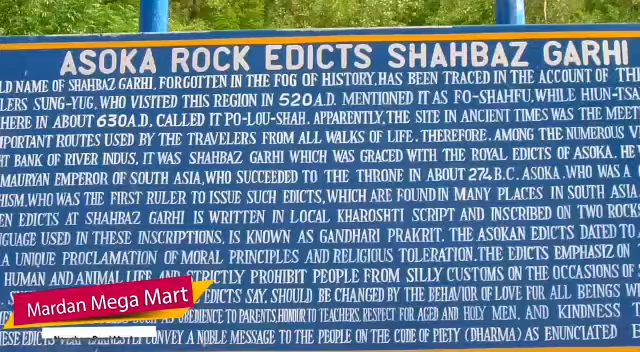 ASOKA ROCK EDICTS SHAHBAZ GARHI
LD NAME OF SHAHBAZ GARHI, FORGOTTEN IN THE FOG OF HISTORY, HAS BEEN TRACED IN THE ACCOUNT OF TH
LERS SUNG-YUG, WHO VISITED THIS REGION IN 520 A.D. MENTIONED IT AS FO-SHAHFU, WHILE HIUN-TSA
HERE IN ABOUT 630 A.D. CALLED IT PO-LOU-SHAH. APPARENTLY, THE SITE IN ANCIENT TIMES WAS THE MEET
PORTANT ROUTES USED BY THE TRAVELERS FROM ALL WALKS OF LIFE. THEREFORE, AMONG THE NUMEROUS V
HT BANK OF RIVER INDUS, IT WAS SHAHBAZ GARHI WHICH WAS GRACED WITH THE ROYAL EDICTS OF ASOKA. HE
MAURYAN EMPEROR OF SOUTH ASIA, WHO SUCCEEDED TO THE THRONE IN ABOUT 274 B.C. ASOKA, WHO WAS A
HISM, WHO WAS THE FIRST RULER TO ISSUE SUCH EDICTS, WHICH ARE FOUND IN MANY PLACES IN SOUTH ASIA
EN EDICTS AT SHAHBAZ GARHI IS WRITTEN IN LOCAL KHAROSHTI SCRIPT AND INSCRIBED ON TWO ROCKS
GUAGE USED IN THESE INSCRIPTIONS, IS KNOWN AS GANDHARI PRAKRIT. THE ASOKAN EDICTS DATED TO
A UNIQUE PROCLAMATION OF MORAL PRINCIPLES AND RELIGIOUS TOLERATION. THE EDICTS EMPHASIZ ON
HUMAN AND ANIMAL LIFE AND STRICTLY PROHIBIT PEOPLE FROM SILLY CUSTOMS ON THE OCCASIONS OF
EDICTS SAY, SHOULD BE CHANGED BY THE BEHAVIOR OF LOVE FOR ALL BEINGS WI
Mardan Mega Mart
SUCH AS OBEDIENCE TO PARENTS, HONOUR TO TEACHERS, RESPECT FOR AGED AND HOLY MEN, AND KINDNESS T
HESE EDICTS VERY EARNESTLY CONVEY A NOBLE MESSAGE TO THE PEOPLE ON THE CODE OF PIETY (DHARMA) AS ENUNCIATED